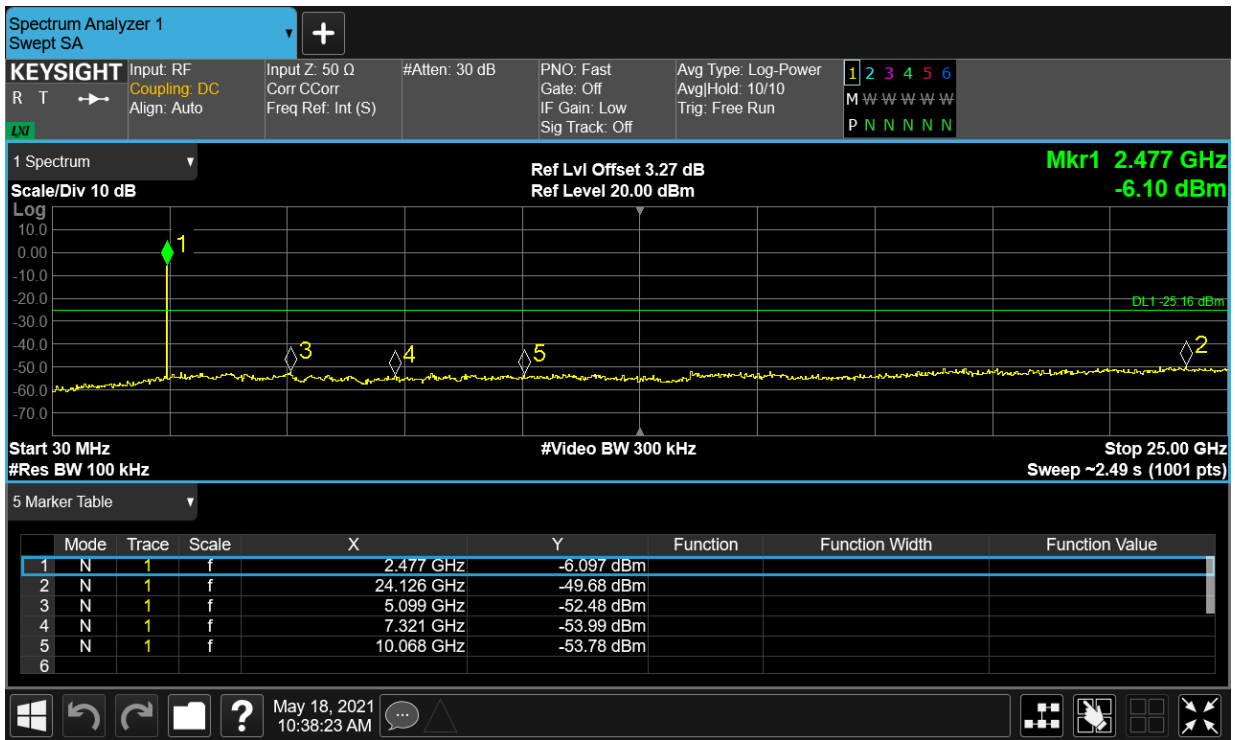 Spectrum Analyzer 1
Swept SA
KEYSIGHT
R T
LXI
Input: RF
Coupling: DC
Align: Auto
Input Z: 50 Ω
Corr CCorr
Freq Ref: Int (S)
#Atten: 30 dB
PNO: Fast
Gate: Off
IF Gain: Low
Sig Track: Off
Avg Type: Log-Power
Avg|Hold: 10/10
Trig: Free Run
1 2 3 4 5 6
M W W W W W
P N N N N N
1 Spectrum
Scale/Div 10 dB
Ref Lvl Offset 3.27 dB
Ref Level 20.00 dBm
Mkr1 2.477 GHz
-6.10 dBm
Log
10.0
0.00
-10.0
-20.0
-30.0
-40.0
-50.0
-60.0
-70.0
1
3
4
5
2
DL1 -25.16 dBm
Start 30 MHz
#Video BW 300 kHz
Stop 25.00 GHz
#Res BW 100 kHz
Sweep ~2.49 s (1001 pts)
5 Marker Table
Mode Trace Scale X Y Function Function Width Function Value
1 N 1 f 2.477 GHz -6.097 dBm
2 N 1 f 24.126 GHz -49.68 dBm
3 N 1 f 5.099 GHz -52.48 dBm
4 N 1 f 7.321 GHz -53.99 dBm
5 N 1 f 10.068 GHz -53.78 dBm
6
?
May 18, 2021
10:38:23 AM